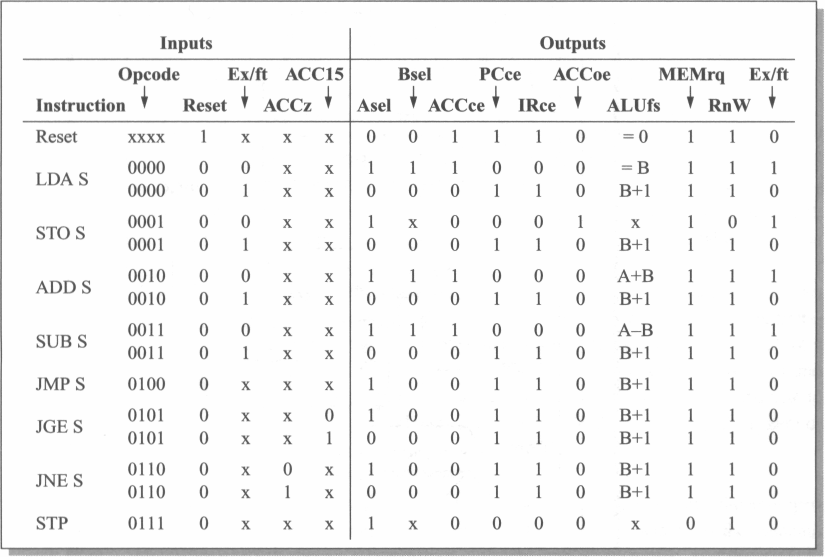 Inputs Outputs
Opcode Ex/ft ACC15 Bsel PCce ACCoe MEMrq Ex/ft
Instruction Reset ACCz Asel ACCce IRce ALUfs RnW
Reset xxxx 1 x x x 0 0 1 1 1 0 = 0 1 1 0
LDA S 0000 0 0 x x 1 1 1 0 0 0 = B 1 1 1
0000 0 1 x x 0 0 0 1 1 0 B+1 1 1 0
STO S 0001 0 0 x x 1 x 0 0 0 1 x 1 0 1
0001 0 1 x x 0 0 0 1 1 0 B+1 1 1 0
ADD S 0010 0 0 x x 1 1 1 0 0 0 A+B 1 1 1
0010 0 1 x x 0 0 0 1 1 0 B+1 1 1 0
SUB S 0011 0 0 x x 1 1 1 0 0 0 A–B 1 1 1
0011 0 1 x x 0 0 0 1 1 0 B+1 1 1 0
JMP S 0100 0 x x x 1 0 0 1 1 0 B+1 1 1 0
JGE S 0101 0 x x 0 1 0 0 1 1 0 B+1 1 1 0
0101 0 x x 1 0 0 0 1 1 0 B+1 1 1 0
JNE S 0110 0 x 0 x 1 0 0 1 1 0 B+1 1 1 0
0110 0 x 1 x 0 0 0 1 1 0 B+1 1 1 0
STP 0111 0 x x x 1 x 0 0 0 0 x 0 1 0